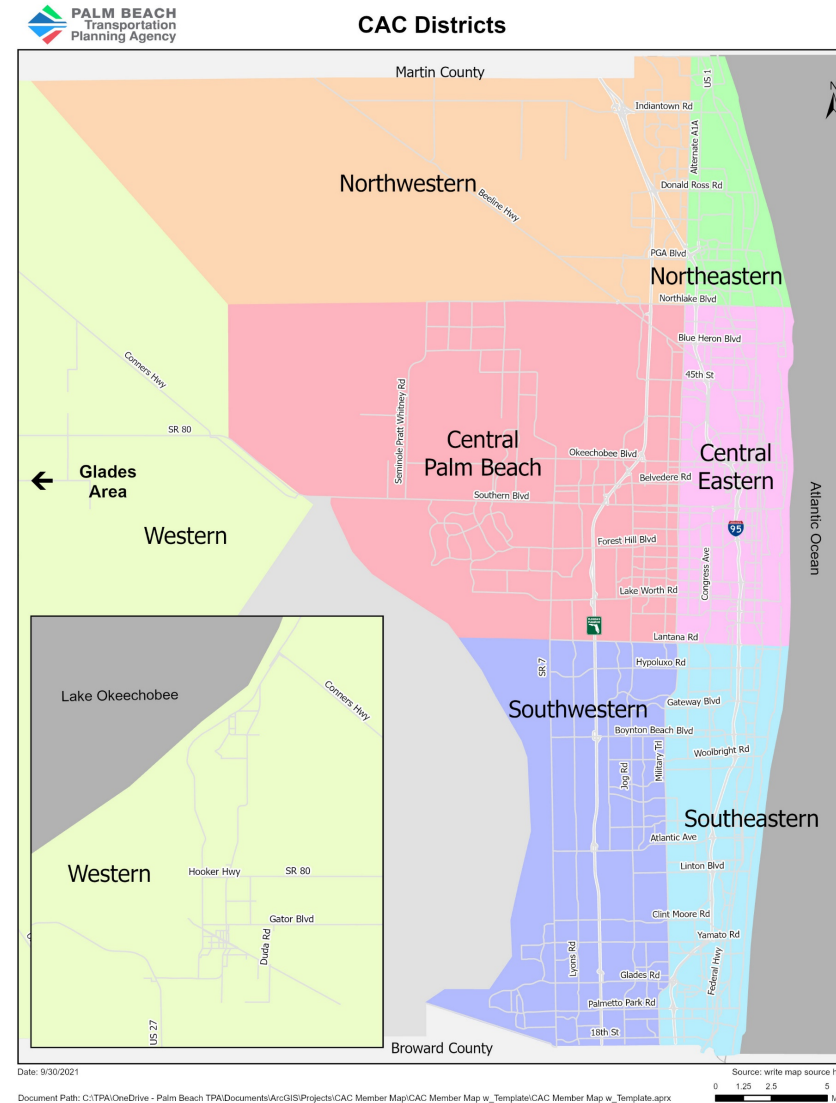 PALM BEACH
Transportation
Planning Agency
CAC Districts
Martin County
US 1
N
Indiantown Rd
Alternate A1A
Northwestern
Donald Ross Rd
Beeline Hwy
PGA Blvd
Northeastern
Northlake Blvd
Blue Heron Blvd
Conners Hwy
45th St
Seminole Pratt Whitney Rd
SR 80
Central
Palm Beach
Okeechobee Blvd
Central
Eastern
Glades
Area
Belvedere Rd
Southern Blvd
Atlantic Ocean
Western
95
Forest Hill Blvd
Congress Ave
Lake Worth Rd
Lantana Rd
SR-7
Hypoluxo Rd
Lake Okeechobee
Conners Hwy
Gateway Blvd
Southwestern
Boynton Beach Blvd
Military Trl
Woolbright Rd
Jog Rd
Southeastern
Atlantic Ave
Western
Hooker Hwy
SR 80
Linton Blvd
Gator Blvd
Clint Moore Rd
Duda Rd
Yamato Rd
Lyons Rd
Federal Hwy
Glades Rd
Palmetto Park Rd
US 27
18th St
Broward County
Date: 9/30/2021
Source: write map source h
0 1.25 2.5 5
Document Path: C:\TPA\OneDrive - Palm Beach TPA\Documents\ArcGIS\Projects\CAC Member Map\CAC Member Map w_Template\CAC Member Map w_Template.aprx